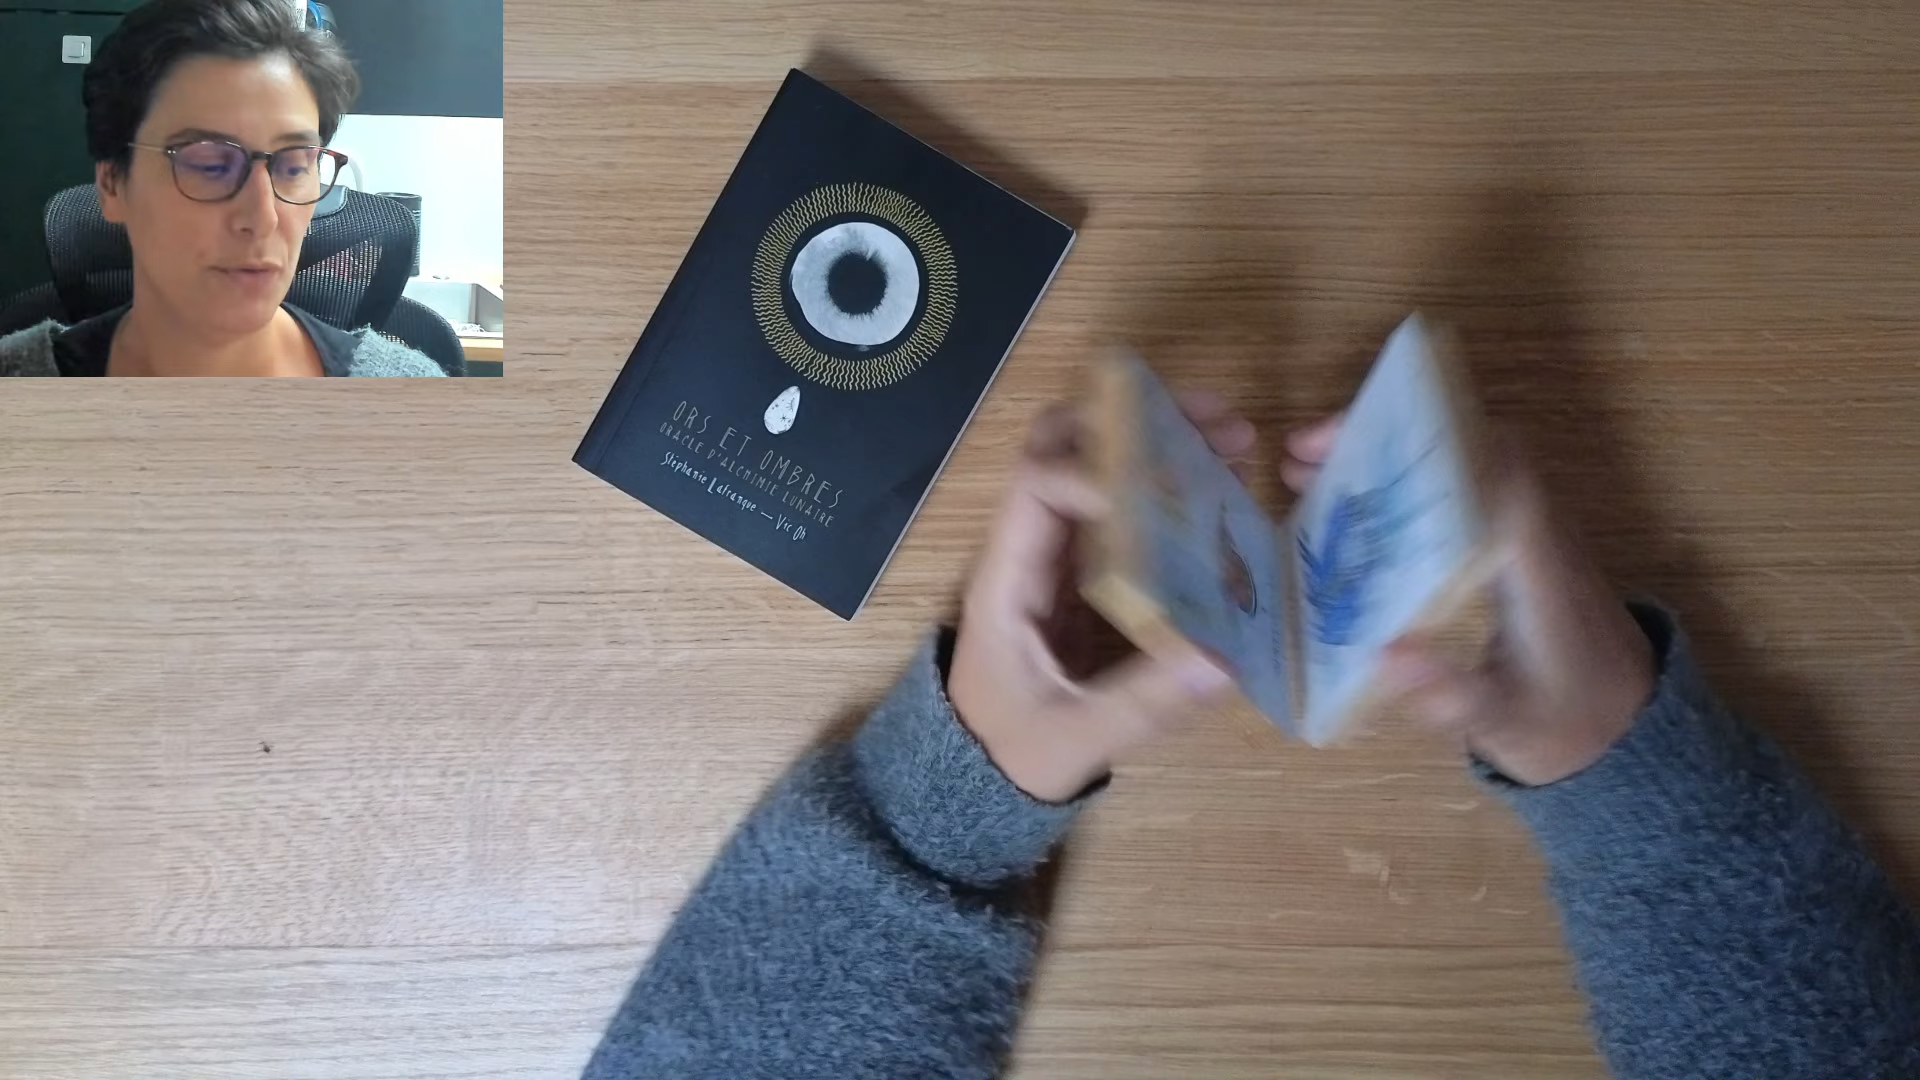 ORS ET OMBRES
ORACLE D'ALCHIMIE LUNAIRE
Stéphanie Lafranque — Vic Oh